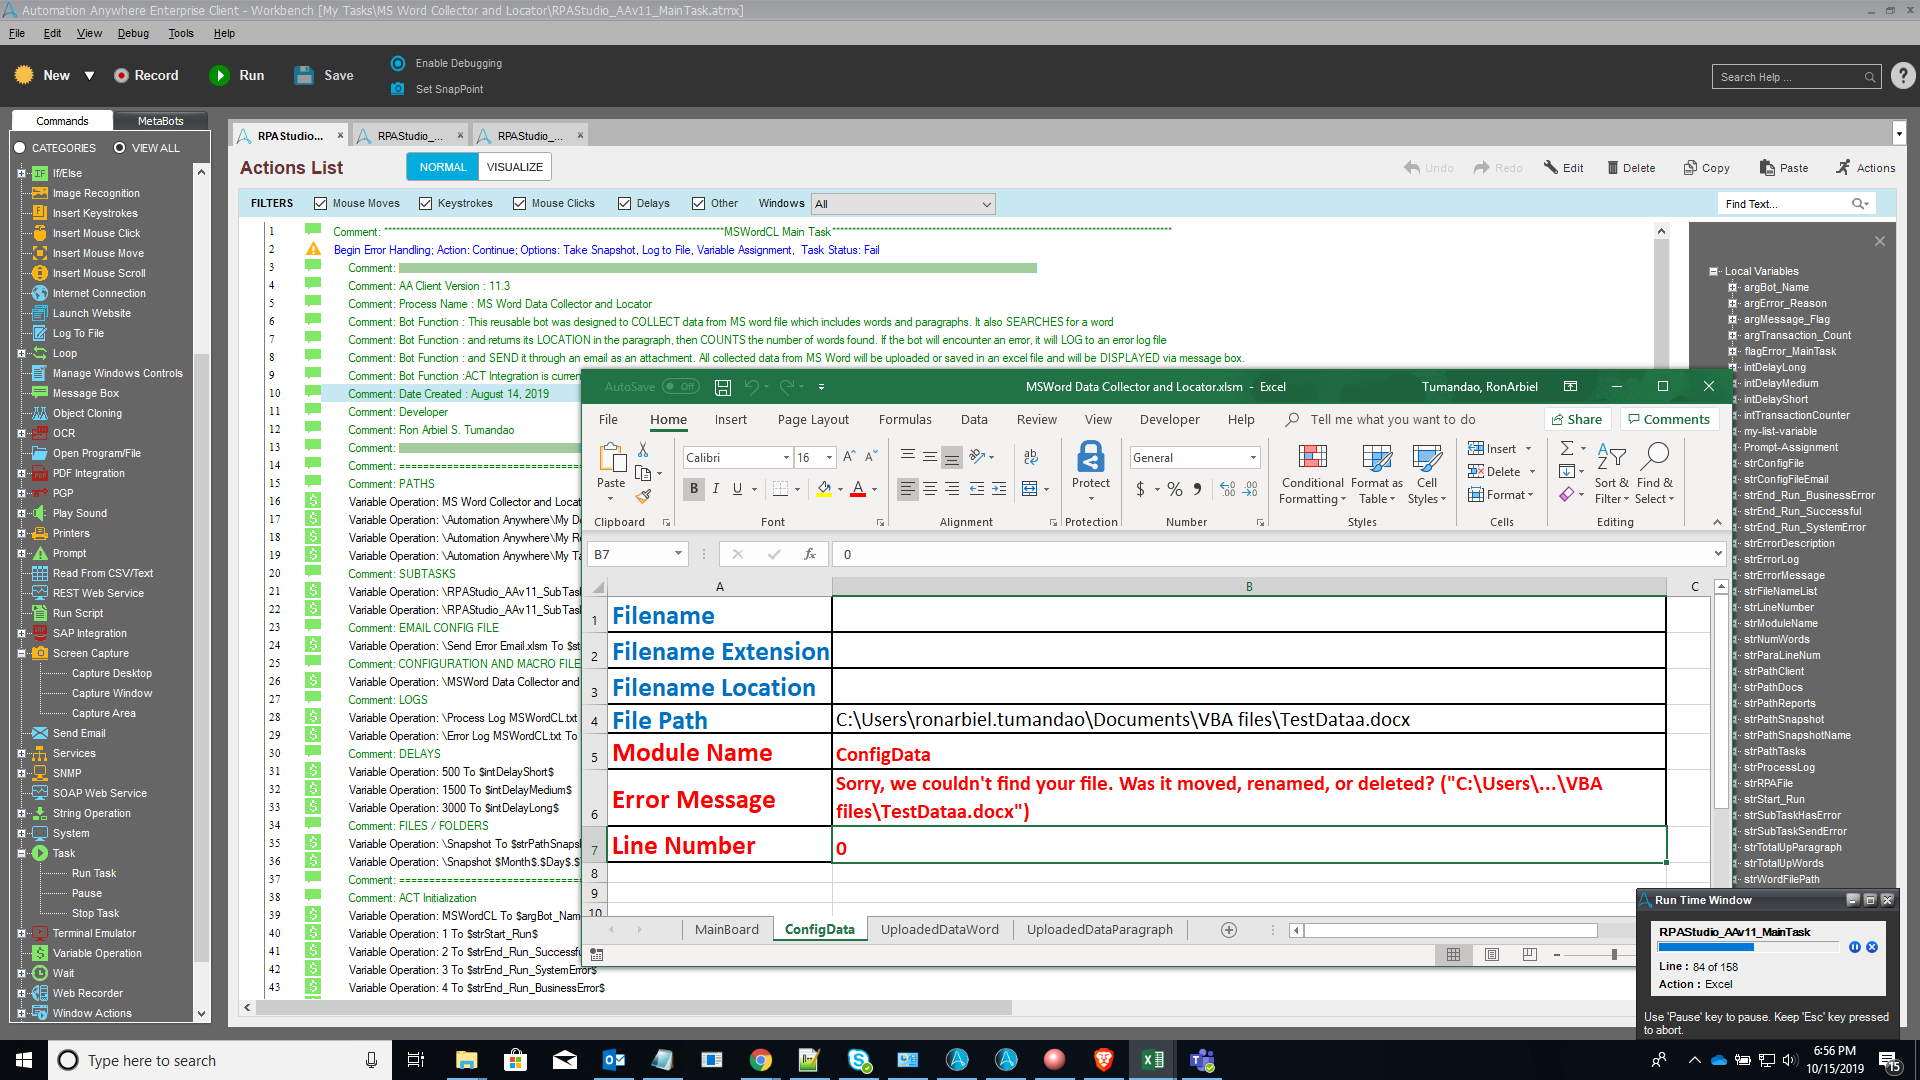 Automation Anywhere Enterprise Client - Workbench [My Tasks\MS Word Collector and Locator\RPAStudio_AAv11_MainTask.atmx]
File Edit View Debug Tools Help
New Record Run Save
Enable Debugging
Set SnapPoint
Search Help ...
Commands MetaBots
CATEGORIES VIEW ALL
If/Else
Image Recognition
Insert Keystrokes
Insert Mouse Click
Insert Mouse Move
Insert Mouse Scroll
Internet Connection
Launch Website
Log To File
Loop
Manage Windows Controls
Message Box
Object Cloning
OCR
Open Program/File
PDF Integration
PGP
Play Sound
Printers
Prompt
Read From CSV/Text
REST Web Service
Run Script
SAP Integration
Screen Capture
Capture Desktop
Capture Window
Capture Area
Send Email
Services
SNMP
SOAP Web Service
String Operation
System
Task
Run Task
Pause
Stop Task
Terminal Emulator
Variable Operation
Wait
Web Recorder
Window Actions
RPAStudio... RPAStudio_... RPAStudio_...
Actions List NORMAL VISUALIZE Undo Redo Edit Delete Copy Paste Actions
FILTERS Mouse Moves Keystrokes Mouse Clicks Delays Other Windows All Find Text...
1 Comment: MSWordCL Main Task
2 Begin Error Handling; Action: Continue; Options: Take Snapshot, Log to File, Variable Assignment, Task Status: Fail
3 Comment:
4 Comment: AA Client Version : 11.3
5 Comment: Process Name : MS Word Data Collector and Locator
6 Comment: Bot Function : This reusable bot was designed to COLLECT data from MS word file which includes words and paragraphs. It also SEARCHES for a word
7 Comment: Bot Function : and returns its LOCATION in the paragraph, then COUNTS the number of words found. If the bot will encounter an error, it will LOG to an error log file
8 Comment: Bot Function : and SEND it through an email as an attachment. All collected data from MS Word will be uploaded or saved in an excel file and will be DISPLAYED via message box.
9 Comment: Bot Function :ACT Integration is curren
10 Comment: Date Created : August 14, 2019
11 Comment: Developer
12 Comment: Ron Arbiel S. Tumandao
13 Comment:
14 Comment: ======================================
15 Comment: PATHS
16 Variable Operation: MS Word Collector and Locat
17 Variable Operation: \Automation Anywhere\My Do
18 Variable Operation: \Automation Anywhere\My Re
19 Variable Operation: \Automation Anywhere\My Ta
20 Comment: SUBTASKS
21 Variable Operation: \RPAStudio_AAv11_SubTask
22 Variable Operation: \RPAStudio_AAv11_SubTask
23 Comment: EMAIL CONFIG FILE
24 Variable Operation: \Send Error Email.xlsm To $st
25 Comment: CONFIGURATION AND MACRO FILE
26 Variable Operation: \MSWord Data Collector and
27 Comment: LOGS
28 Variable Operation: \Process Log MSWordCL.txt
29 Variable Operation: \Error Log MSWordCL.txt To
30 Comment: DELAYS
31 Variable Operation: 500 To $intDelayShort$
32 Variable Operation: 1500 To $intDelayMedium$
33 Variable Operation: 3000 To $intDelayLong$
34 Comment: FILES / FOLDERS
35 Variable Operation: \Snapshot To $strPathSnapsh
36 Variable Operation: \Snapshot $Month$.$Day$.$
37 Comment: ======================================
38 Comment: ACT Initialization
39 Variable Operation: MSWordCL To $argBot_Nam
40 Variable Operation: 1 To $strStart_Run$
41 Variable Operation: 2 To $strEnd_Run_Successfu
42 Variable Operation: 3 To $strEnd_Run_SystemError$
43 Variable Operation: 4 To $strEnd_Run_BusinessError$
AutoSave Off MSWord Data Collector and Locator.xlsm - Excel Tumandao, RonArbiel
File Home Insert Page Layout Formulas Data Review View Developer Help Tell me what you want to do Share Comments
Paste
Calibri 16
B I U
General
Protect
Conditional Formatting
Format as Table
Cell Styles
Insert
Delete
Format
Sort & Filter
Find & Select
Clipboard Font Alignment Protection Number Styles Cells Editing
B7 fx 0
A B C
1 Filename
2 Filename Extension
3 Filename Location
4 File Path C:\Users\ronarbiel.tumandao\Documents\VBA files\TestDataa.docx
5 Module Name ConfigData
6 Error Message Sorry, we couldn't find your file. Was it moved, renamed, or deleted? ("C:\Users\...\VBA
files\TestDataa.docx")
7 Line Number 0
8
9
10
MainBoard ConfigData UploadedDataWord UploadedDataParagraph
Local Variables
argBot_Name
argError_Reason
argMessage_Flag
argTransaction_Count
flagError_MainTask
intDelayLong
intDelayMedium
intDelayShort
intTransactionCounter
my-list-variable
Prompt-Assignment
strConfigFile
strConfigFileEmail
strEnd_Run_BusinessError
strEnd_Run_Successful
strEnd_Run_SystemError
strErrorDescription
strErrorLog
strErrorMessage
strFileNameList
strLineNumber
strModuleName
strNumWords
strParaLineNum
strPathClient
strPathDocs
strPathReports
strPathSnapshot
strPathSnapshotName
strPathTasks
strProcessLog
strRPAFile
strStart_Run
strSubTaskHasError
strSubTaskSendError
strTotalUpParagraph
strTotalUpWords
strWordFilePath
Run Time Window
RPAStudio_AAv11_MainTask
Line : 84 of 158
Action : Excel
Use 'Pause' key to pause. Keep 'Esc' key pressed
to abort.
Type here to search
6:56 PM
10/15/2019
15